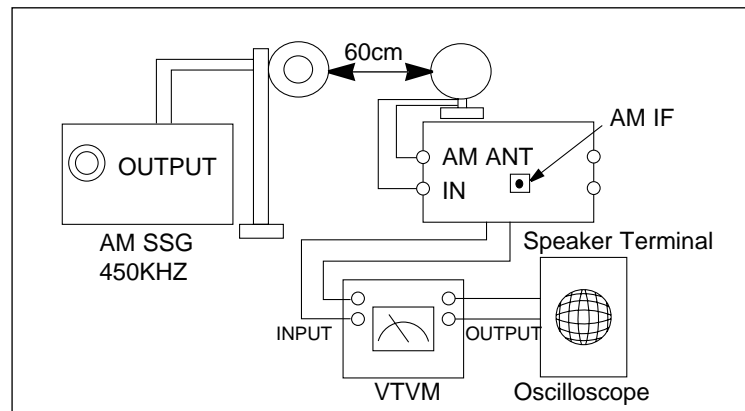 60cm
AM IF
OUTPUT
AM ANT
IN
AM SSG
450KHZ
Speaker Terminal
INPUT
OUTPUT
VTVM
Oscilloscope